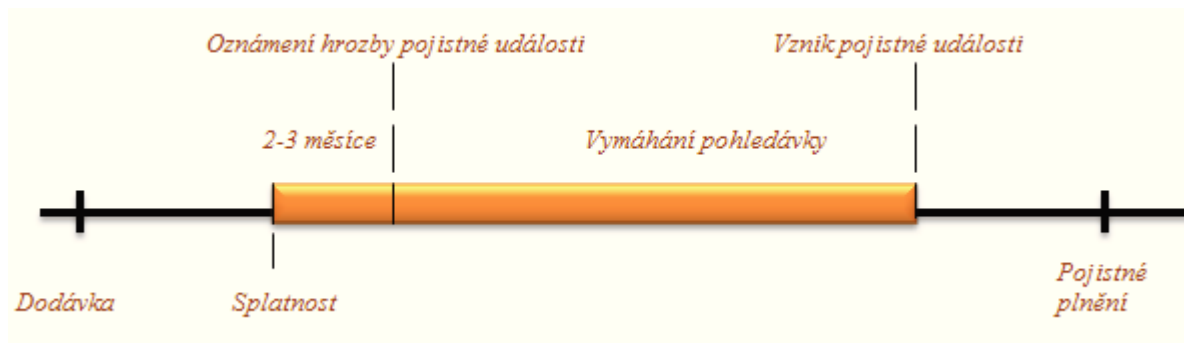 Oznámení hrozby pojistné události
Vznik pojistné události
2-3 měsíce
Vymáhání pohledávky
Dodávka
Splatnost
Pojistné
plnění